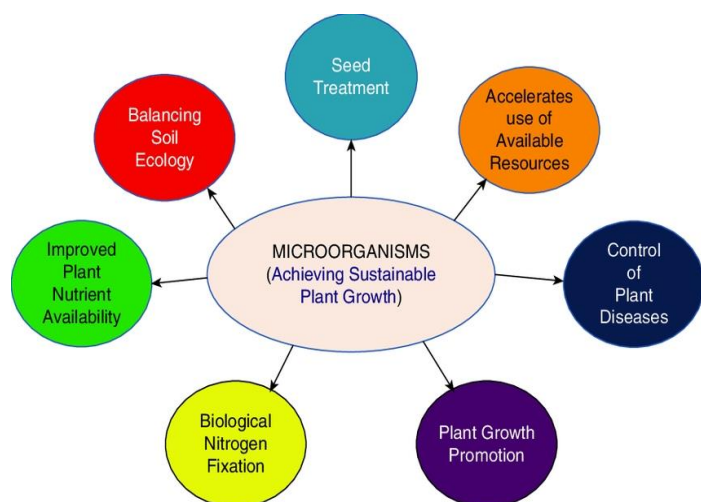 Seed
Treatment
Accelerates
use of
Available
Resources
Balancing
Soil
Ecology
MICROORGANISMS
(Achieving Sustainable
Plant Growth)
Control
of
Plant
Diseases
Improved
Plant
Nutrient
Availability
Biological
Nitrogen
Fixation
Plant Growth
Promotion